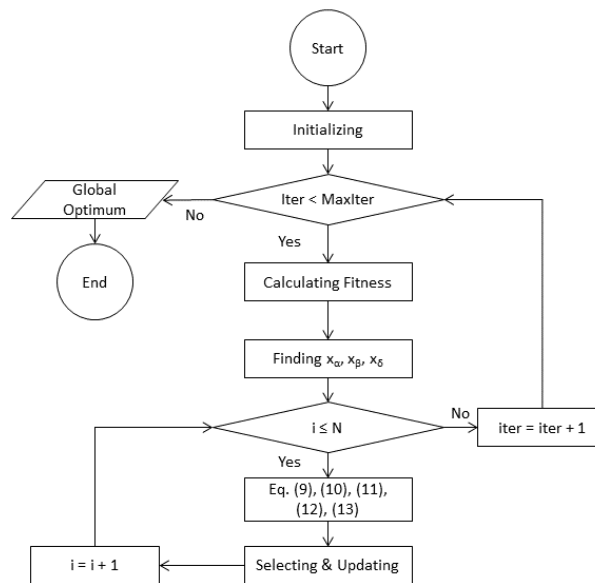 Start
Initializing
Iter < MaxIter
No
Global
Optimum
End
Yes
Calculating Fitness
Finding xα, xβ, xδ
i ≤ N
No
iter = iter + 1
Yes
Eq. (9), (10), (11),
(12), (13)
Selecting & Updating
i = i + 1